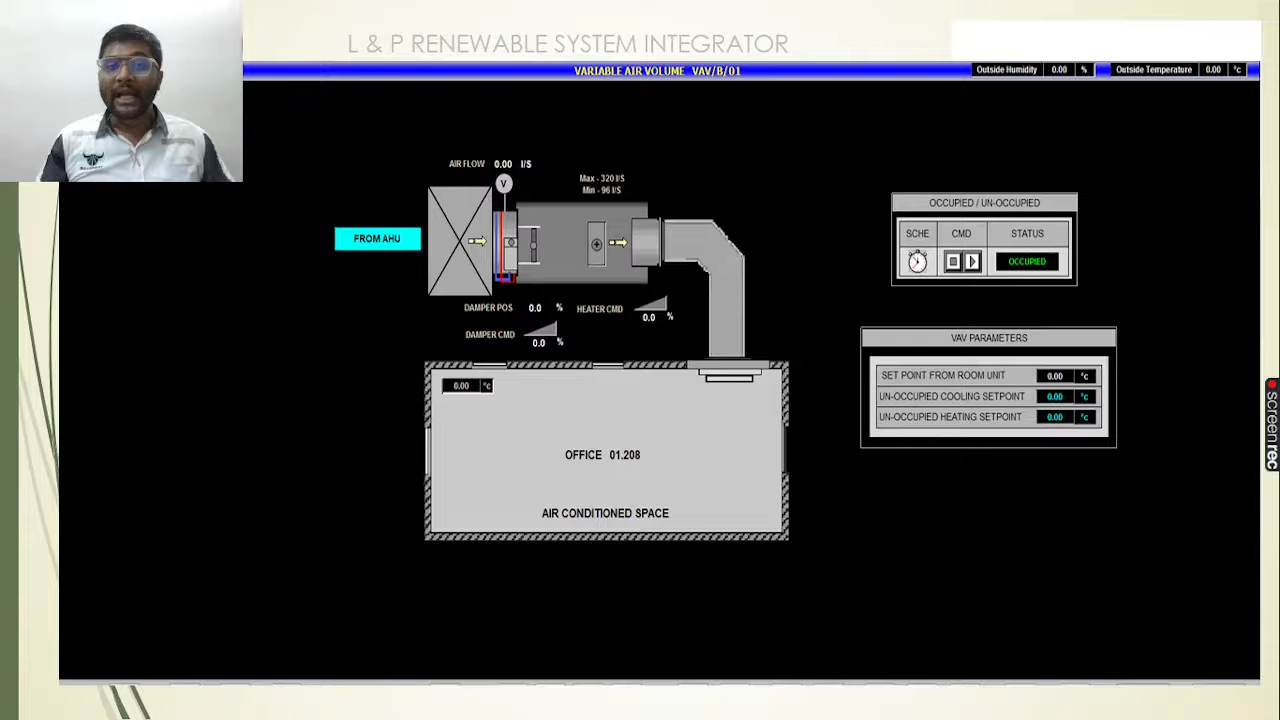 L & P RENEWABLE SYSTEM INTEGRATOR
VARIABLE AIR VOLUME VAV/B/01
Outside Humidity 0.00 %
Outside Temperature 0.00 °c
AIR FLOW 0.00 l/S
V
Max - 320 l/S
Min - 96 l/S
FROM AHU
DAMPER POS 0.0 %
HEATER CMD 0.0 %
DAMPER CMD 0.0 %
0.00 °c
OFFICE 01.208
AIR CONDITIONED SPACE
OCCUPIED / UN-OCCUPIED
SCHE CMD STATUS
OCCUPIED
VAV PARAMETERS
SET POINT FROM ROOM UNIT 0.00 °c
UN-OCCUPIED COOLING SETPOINT 0.00 °c
UN-OCCUPIED HEATING SETPOINT 0.00 °c
screenrec